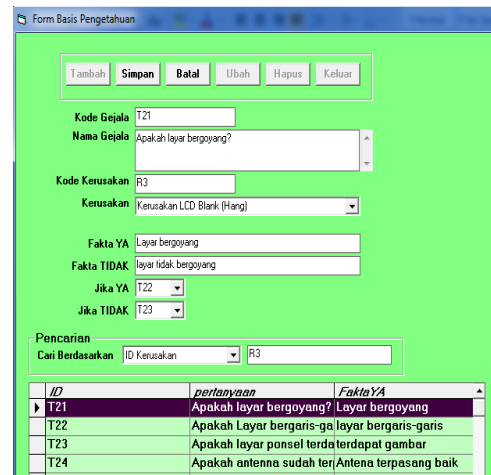 Form Basis Pengetahuan
Tambah Simpan Batal Ubah Hapus Keluar
Kode Gejala T21
Nama Gejala Apakah layar bergoyang?
Kode Kerusakan R3
Kerusakan Kerusakan LCD Blank (Hang)
Fakta YA Layar bergoyang
Fakta TIDAK layar tidak bergoyang
Jika YA T22
Jika TIDAK T23
Pencarian
Cari Berdasarkan ID Kerusakan R3
ID pertanyaan FaktaYA
T21 Apakah layar bergoyang? Layar bergoyang
T22 Apakah Layar bergaris-ga layar bergaris-garis
T23 Apakah layar ponsel terda terdapat gambar
T24 Apakah antenna sudah ter Antena terpasang baik